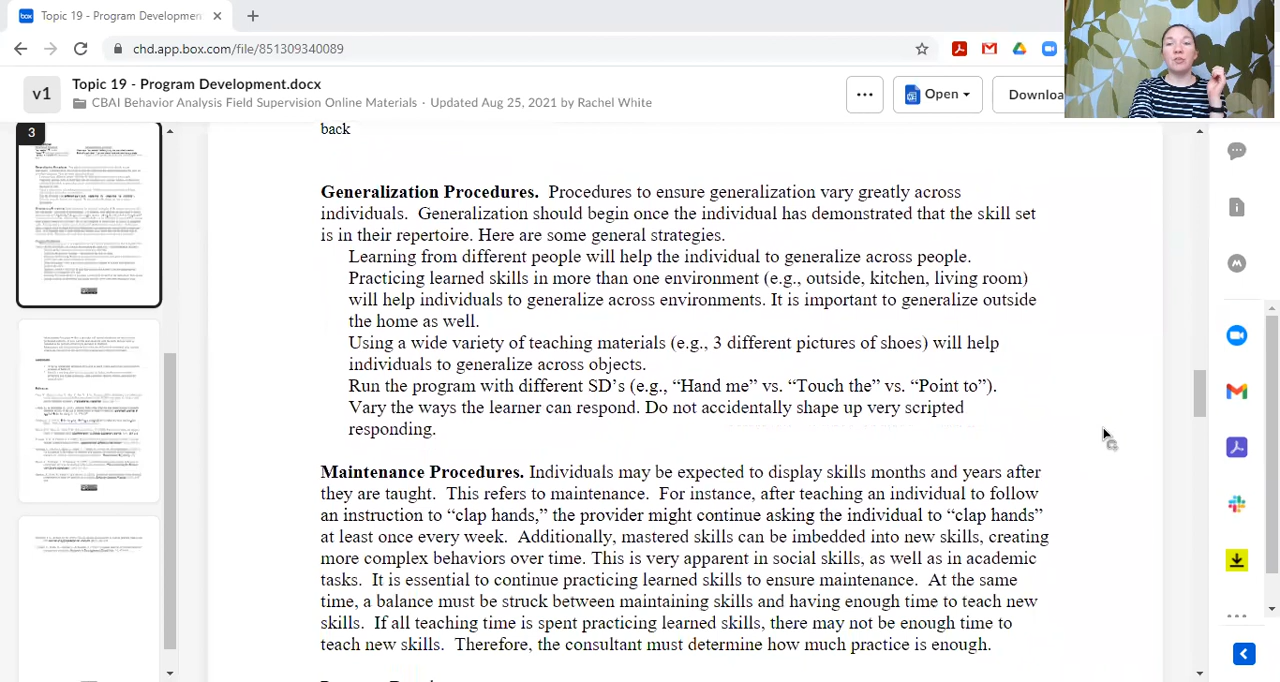 Topic 19 - Program Developmen
chd.app.box.com/file/851309340089
v1
Topic 19 - Program Development.docx
CBAI Behavior Analysis Field Supervision Online Materials · Updated Aug 25, 2021 by Rachel White
Open
Downloa
3
back
Generalization Procedures. Procedures to ensure generalization vary greatly across
individuals. Generalization should begin once the individual has demonstrated that the skill set
is in their repertoire. Here are some general strategies.
Learning from different people will help the individual to generalize across people.
Practicing learned skills in more than one environment (e.g., outside, kitchen, living room)
will help individuals to generalize across environments. It is important to generalize outside
the home as well.
Using a wide variety of teaching materials (e.g., 3 different pictures of shoes) will help
individuals to generalize across objects.
Run the program with different SD's (e.g., “Hand me” vs. “Touch the” vs. “Point to”).
Vary the ways the learner can respond. Do not accidentally shape up very scripted
responding.
Maintenance Procedures. Individuals may be expected to display skills months and years after
they are taught. This refers to maintenance. For instance, after teaching an individual to follow
an instruction to “clap hands,” the provider might continue asking the individual to “clap hands”
at least once every week. Additionally, mastered skills can be imbedded into new skills, creating
more complex behaviors over time. This is very apparent in social skills, as well as in academic
tasks. It is essential to continue practicing learned skills to ensure maintenance. At the same
time, a balance must be struck between maintaining skills and having enough time to teach new
skills. If all teaching time is spent practicing learned skills, there may not be enough time to
teach new skills. Therefore, the consultant must determine how much practice is enough.